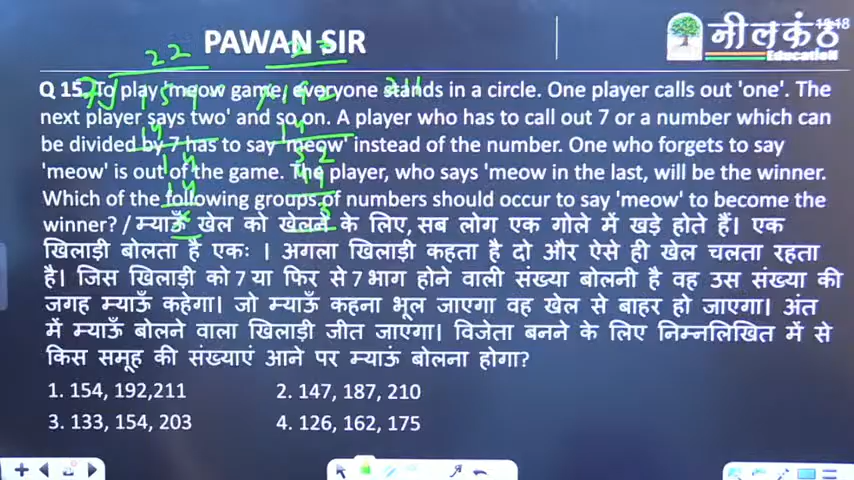 PAWAN SIR
नीलकंठ
Education
19:18
22
Q 15. To play 'meow game, everyone stands in a circle. One player calls out 'one'. The
next player says two' and so on. A player who has to call out 7 or a number which can
be divided by 7 has to say 'meow' instead of the number. One who forgets to say
'meow' is out of the game. The player, who says 'meow in the last, will be the winner.
Which of the following groups of numbers should occur to say 'meow' to become the
winner? / म्याऊँ खेल को खेलने के लिए, सब लोग एक गोले में खड़े होते हैं। एक
खिलाड़ी बोलता है एकः । अगला खिलाड़ी कहता है दो और ऐसे ही खेल चलता रहता
है। जिस खिलाड़ी को 7 या फिर से 7 भाग होने वाली संख्या बोलनी है वह उस संख्या की
जगह म्याऊँ कहेगा। जो म्याऊँ कहना भूल जाएगा वह खेल से बाहर हो जाएगा। अंत
में म्याऊँ बोलने वाला खिलाड़ी जीत जाएगा। विजेता बनने के लिए निम्नलिखित में से
किस समूह की संख्याएं आने पर म्याऊं बोलना होगा?
1. 154, 192,211 2. 147, 187, 210
3. 133, 154, 203 4. 126, 162, 175